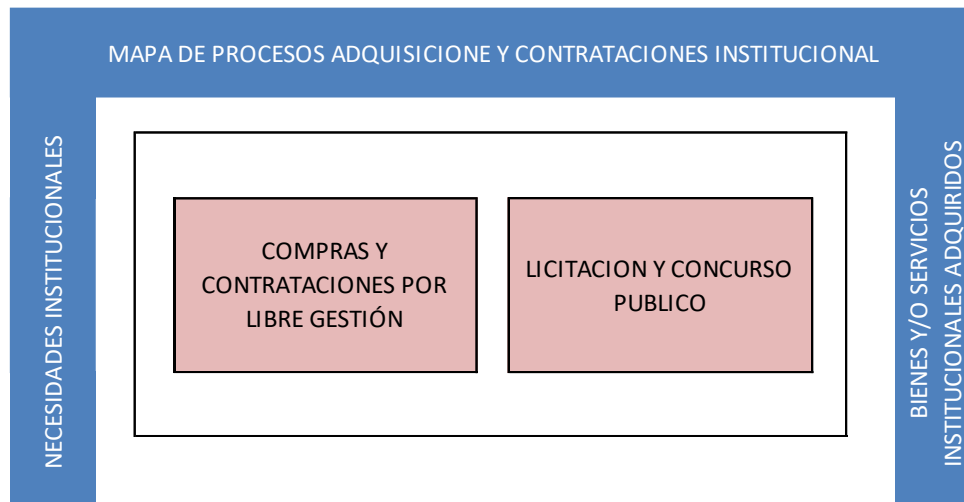 MAPA DE PROCESOS ADQUISICIONE Y CONTRATACIONES INSTITUCIONAL
NECESIDADES INSTITUCIONALES
COMPRAS Y
CONTRATACIONES POR
LIBRE GESTIÓN
LICITACION Y CONCURSO
PUBLICO
BIENES Y/O SERVICIOS
INSTITUCIONALES ADQUIRIDOS